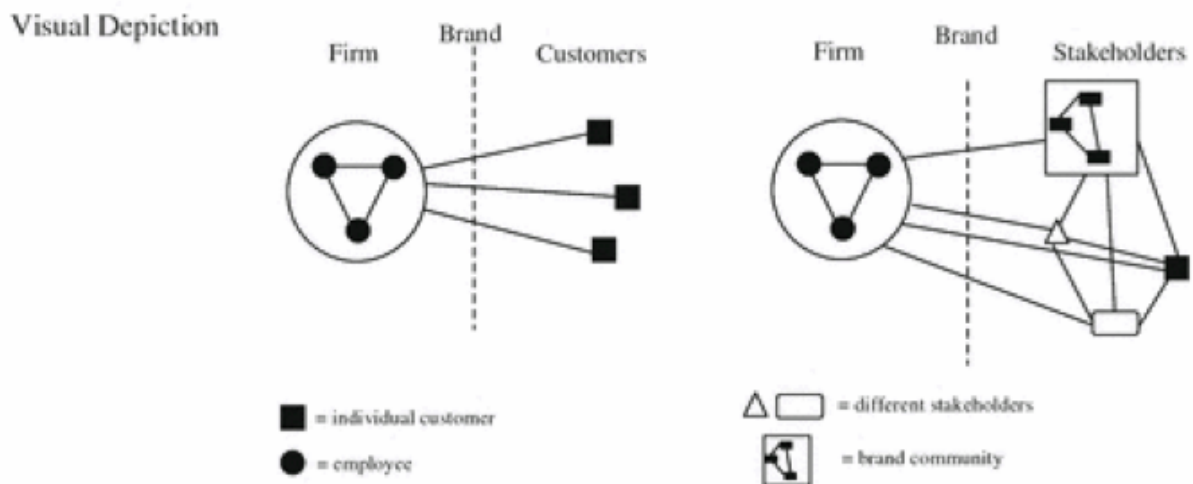 Visual Depiction
Firm
Brand
Customers
Firm
Brand
Stakeholders
= individual customer
= employee
= different stakeholders
= brand community